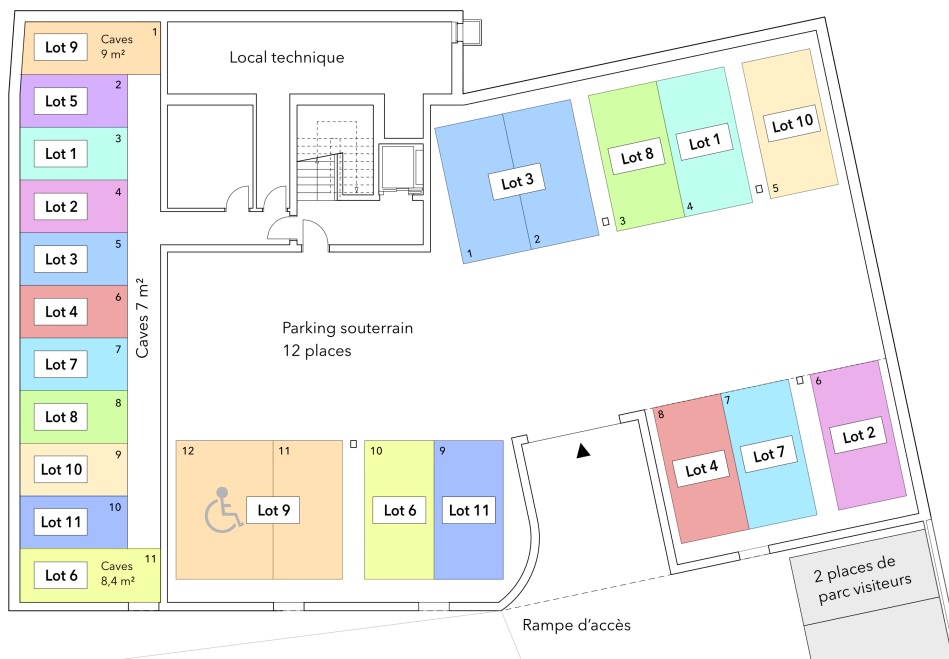 Lot 9
Caves
9 m²
1
Lot 5
2
Lot 1
3
Lot 2
4
Lot 3
5
Lot 4
6
Lot 7
7
Lot 8
8
Lot 10
9
Lot 11
10
Lot 6
Caves
8,4 m²
11
Caves 7 m²
Local technique
Lot 3
1
2
Lot 8
3
Lot 1
4
Lot 10
5
Parking souterrain
12 places
6
Lot 2
7
Lot 7
8
Lot 4
12
11
Lot 9
10
Lot 6
9
Lot 11
2 places de
parc visiteurs
Rampe d'accès